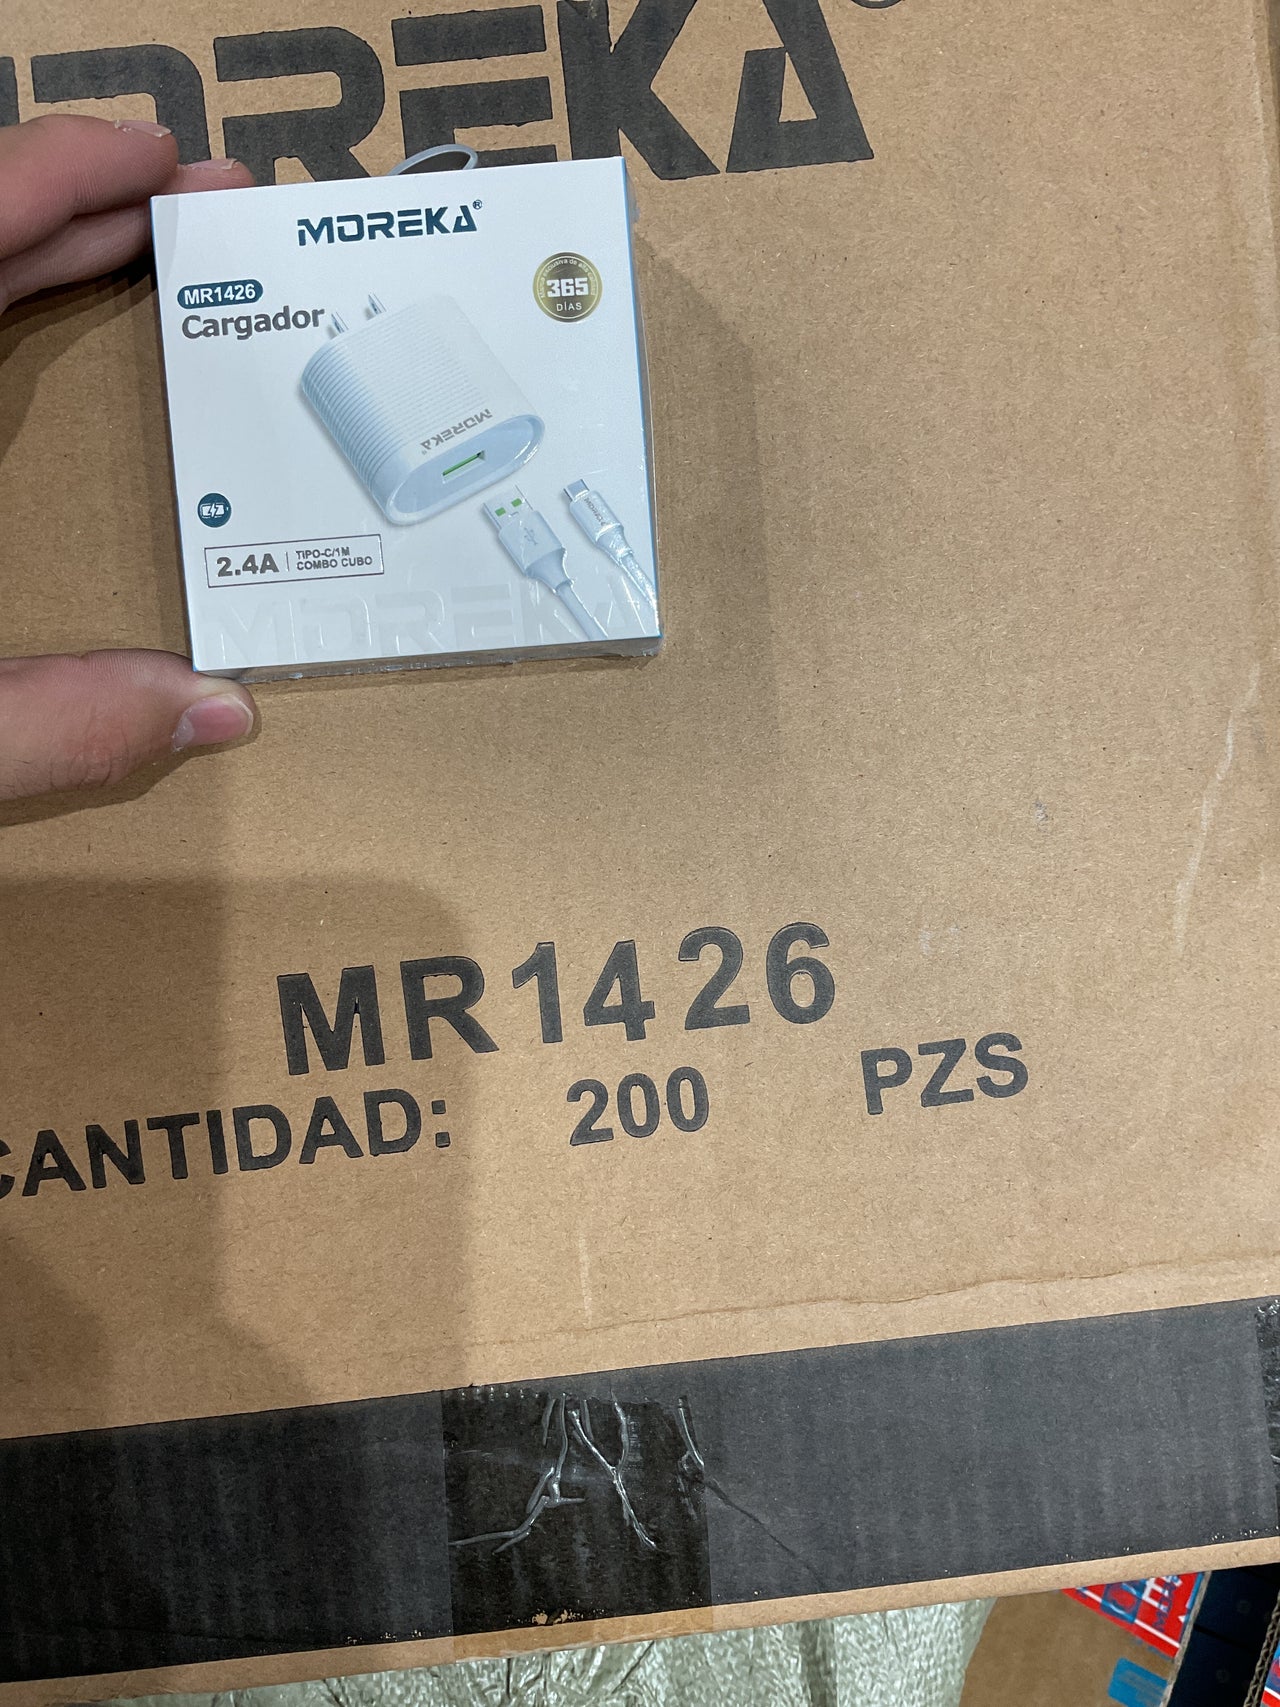 MOREKA
MOREKA®
MR1426
Cargador
365
DÍAS
MOREKA
2.4A
TIPO-C/1M
COMBO CUBO
MOREKA
MR1426
CANTIDAD: 200 PZS